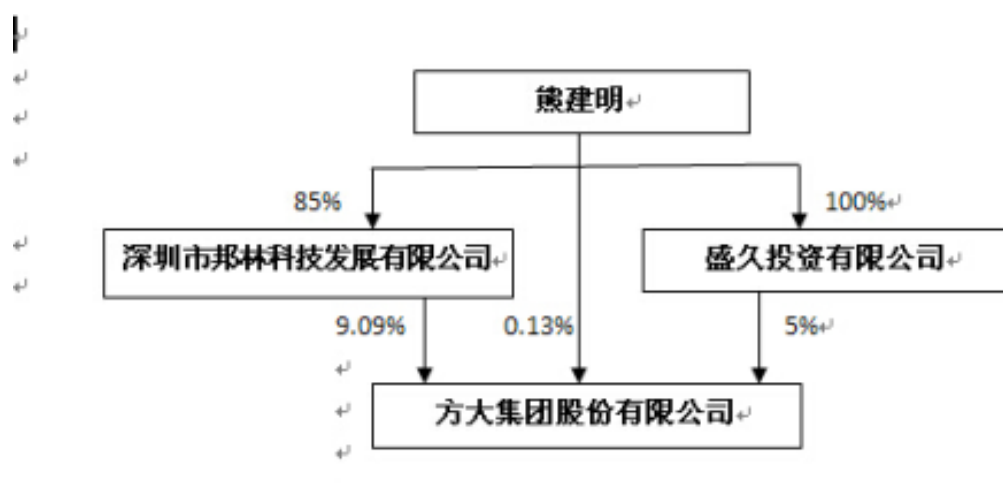 熊建明
85%
100%
深圳市邦林科技发展有限公司
盛久投资有限公司
9.09%
0.13%
5%
方大集团股份有限公司